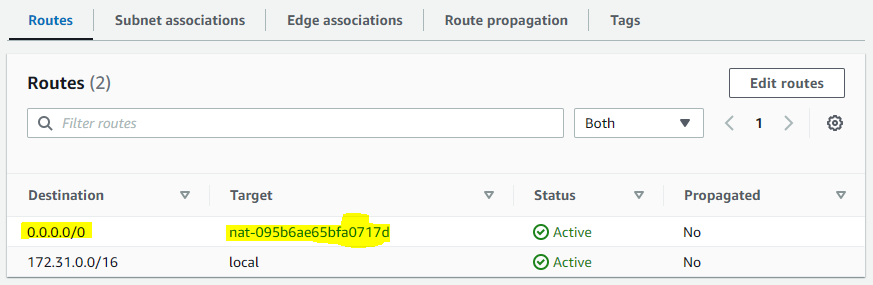 Routes Subnet associations Edge associations Route propagation Tags
Routes (2) Edit routes
Filter routes Both 1
Destination Target Status Propagated
0.0.0.0/0 nat-095b6ae65bfa0717d Active No
172.31.0.0/16 local Active No